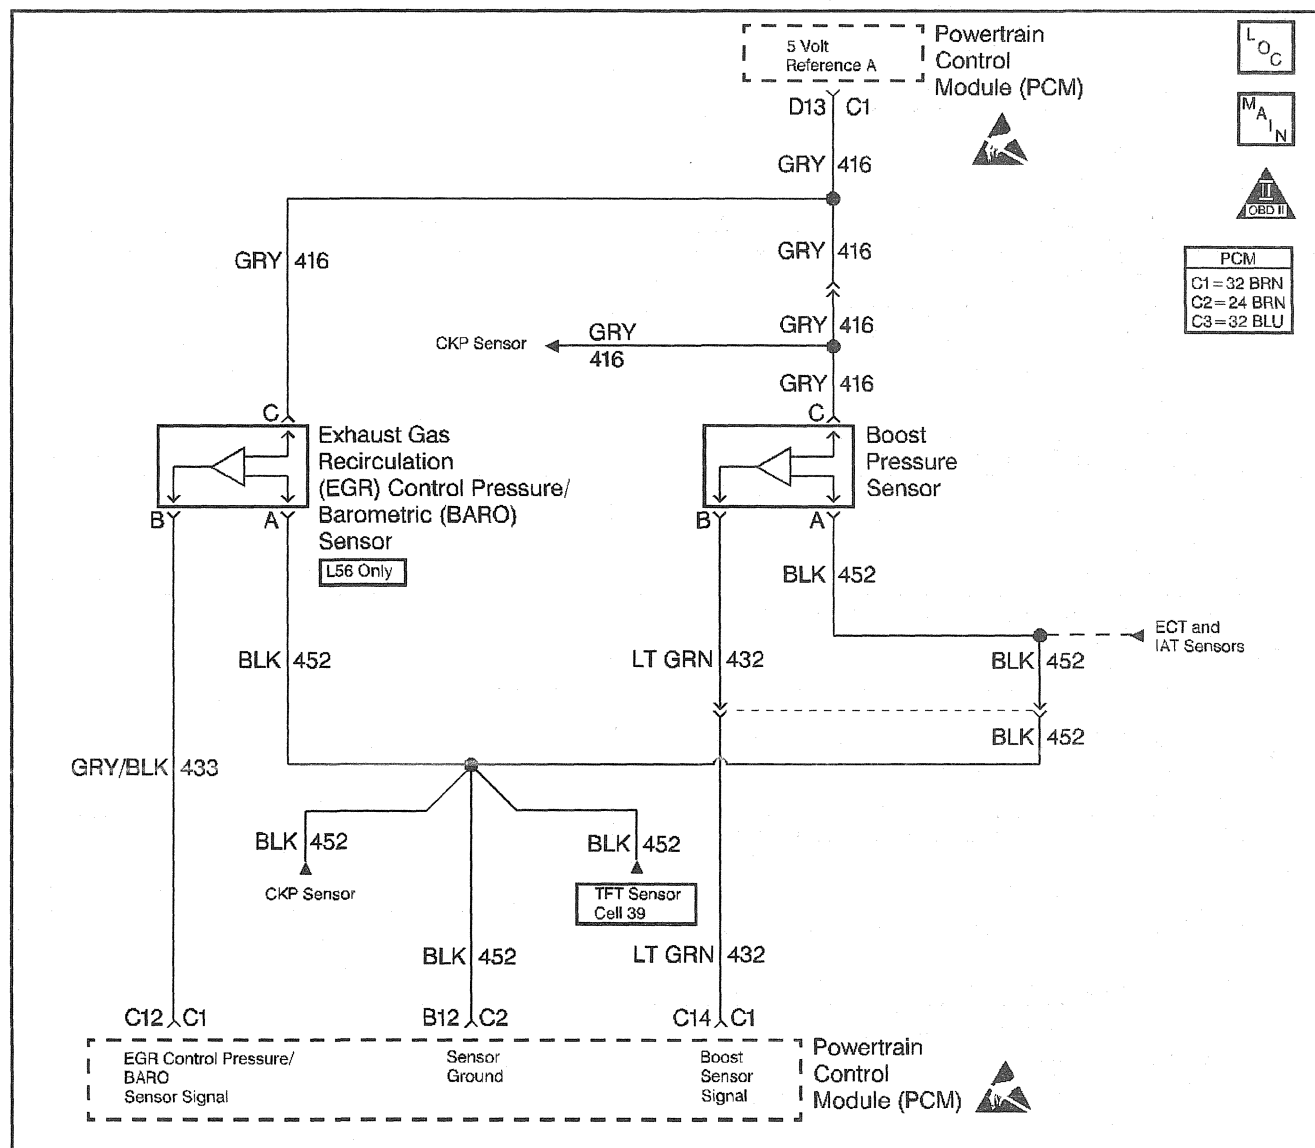 5 Volt
Reference A
Powertrain
Control
Module (PCM)
L
O
C
M
A
I
N
II
OBD II
PCM
C1=32 BRN
C2=24 BRN
C3=32 BLU
D13 C1
GRY 416
GRY 416
GRY 416
GRY 416
CKP Sensor
GRY
416
GRY 416
C
Exhaust Gas
Recirculation
(EGR) Control Pressure/
Barometric (BARO)
Sensor
L56 Only
B
A
C
Boost
Pressure
Sensor
B
A
BLK 452
ECT and
IAT Sensors
BLK 452
LT GRN 432
BLK 452
BLK 452
GRY/BLK 433
BLK 452
CKP Sensor
BLK 452
TFT Sensor
Cell 39
BLK 452
LT GRN 432
C12 C1
B12 C2
C14 C1
EGR Control Pressure/
BARO
Sensor Signal
Sensor
Ground
Boost
Sensor
Signal
Powertrain
Control
Module (PCM)